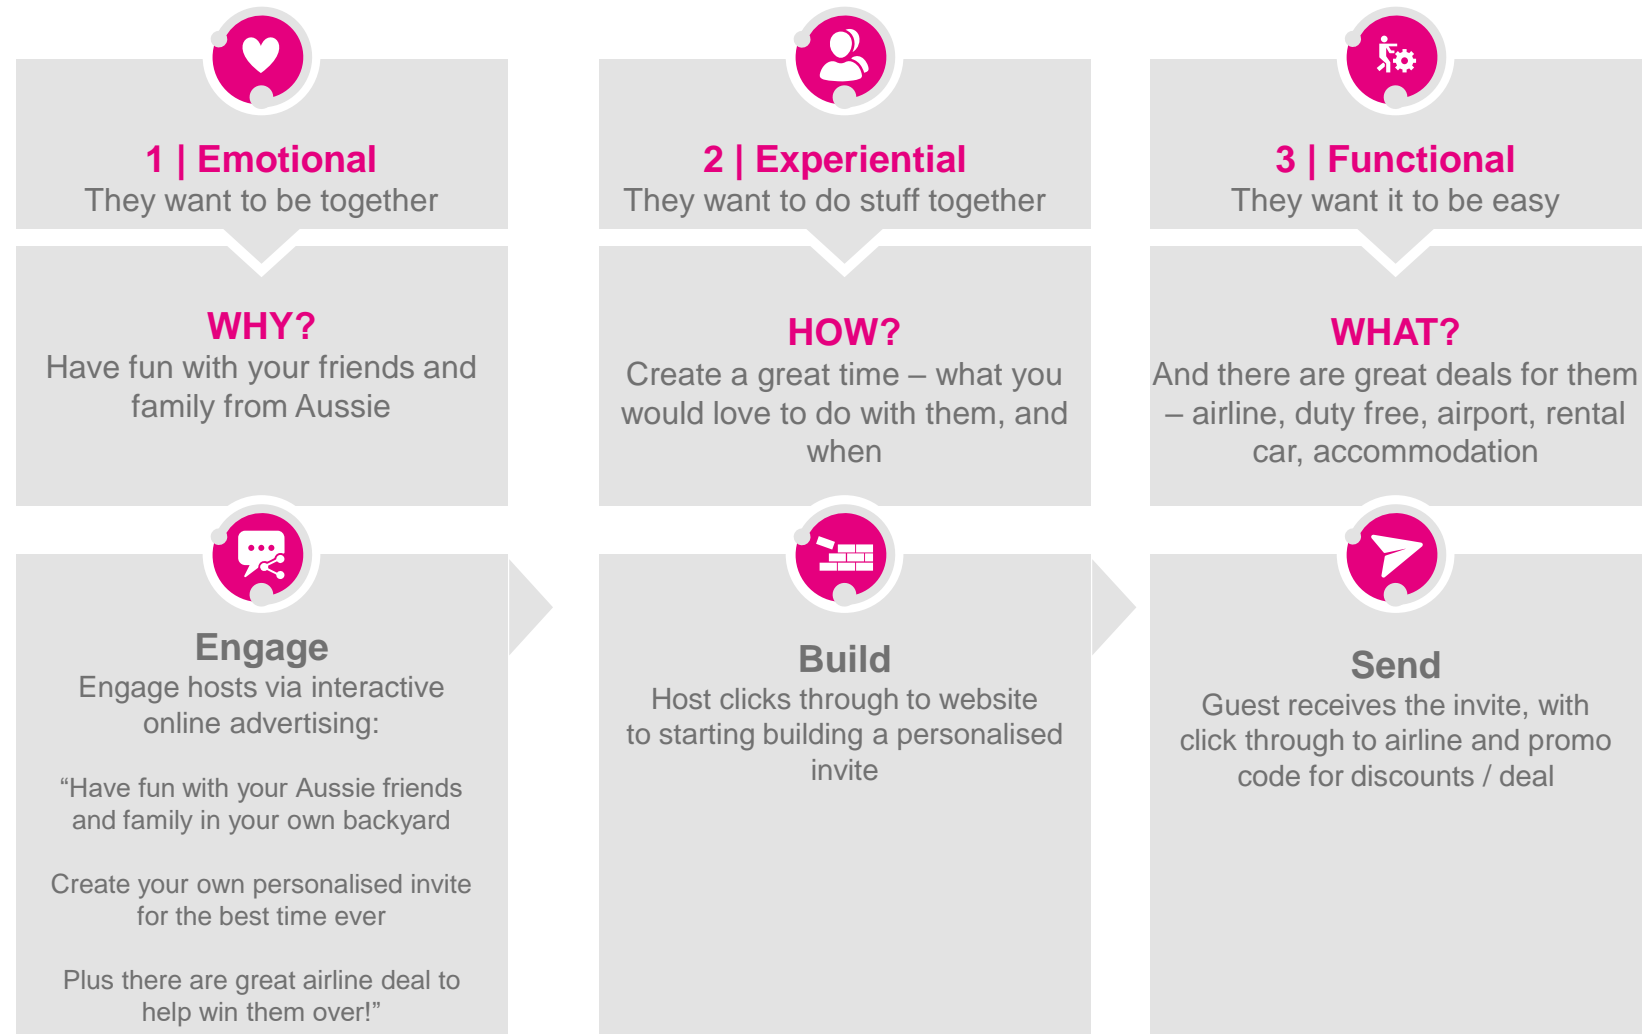 1 | Emotional
They want to be together
WHY?
Have fun with your friends and
family from Aussie
Engage
Engage hosts via interactive
online advertising:
“Have fun with your Aussie friends
and family in your own backyard
Create your own personalised invite
for the best time ever
Plus there are great airline deal to
help win them over!”
2 | Experiential
They want to do stuff together
HOW?
Create a great time – what you
would love to do with them, and
when
Build
Host clicks through to website
to starting building a personalised
invite
3 | Functional
They want it to be easy
WHAT?
And there are great deals for them
– airline, duty free, airport, rental
car, accommodation
Send
Guest receives the invite, with
click through to airline and promo
code for discounts / deal